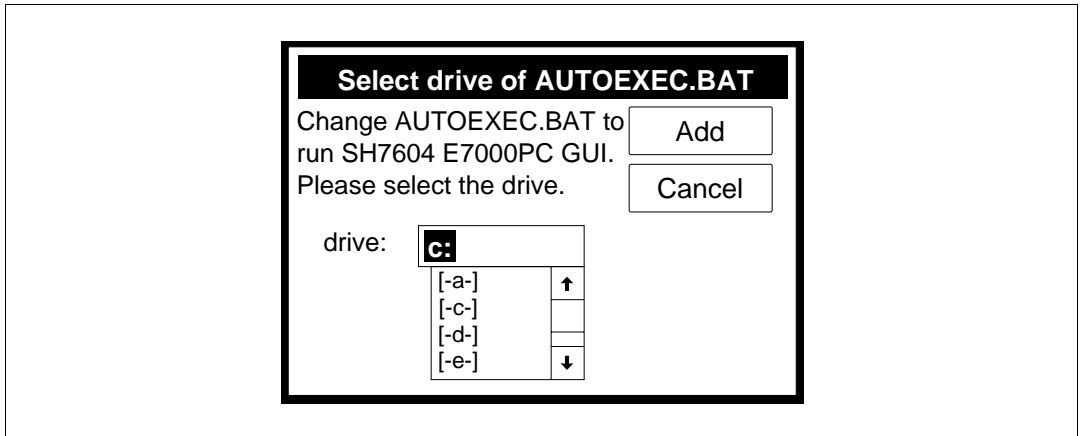 Select drive of AUTOEXEC.BAT
Change AUTOEXEC.BAT to
run SH7604 E7000PC GUI.
Please select the drive.
Add
Cancel
drive:
c:
[-a-]
[-c-]
[-d-]
[-e-]